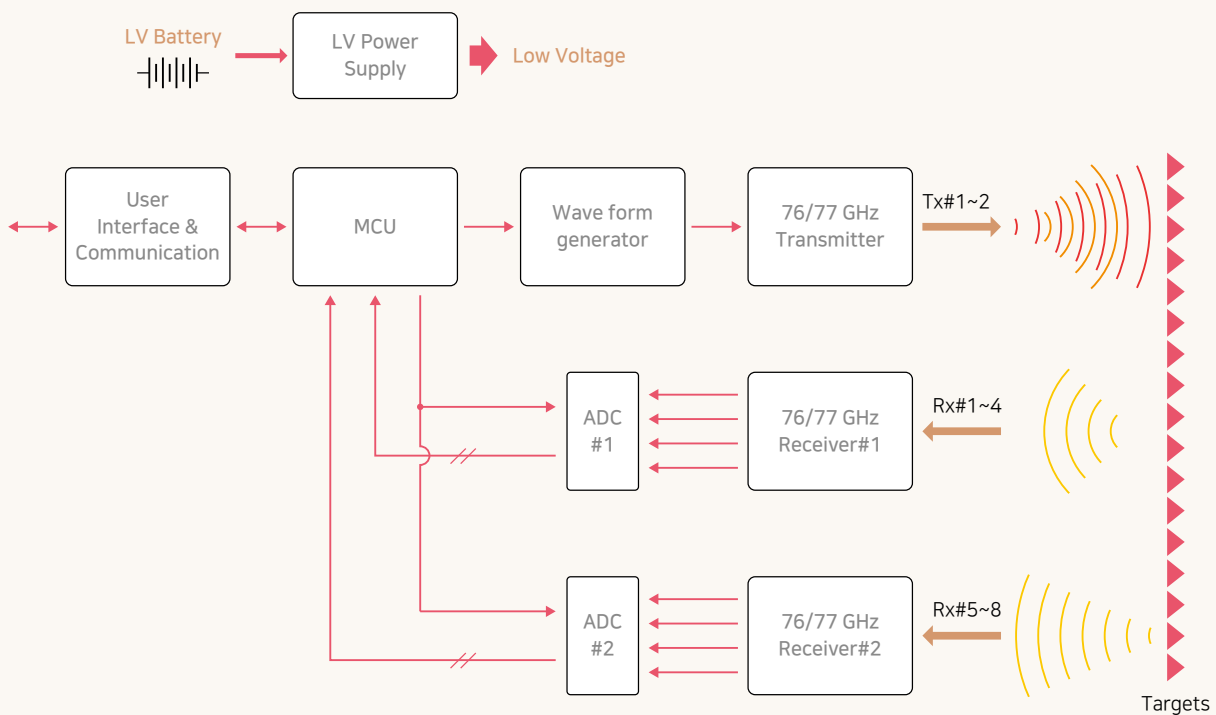 LV Battery
LV Power
Supply
Low Voltage
User
Interface &
Communication
MCU
Wave form
generator
76/77 GHz
Transmitter
Tx#1~2
ADC
#1
76/77 GHz
Receiver#1
Rx#1~4
ADC
#2
76/77 GHz
Receiver#2
Rx#5~8
Targets